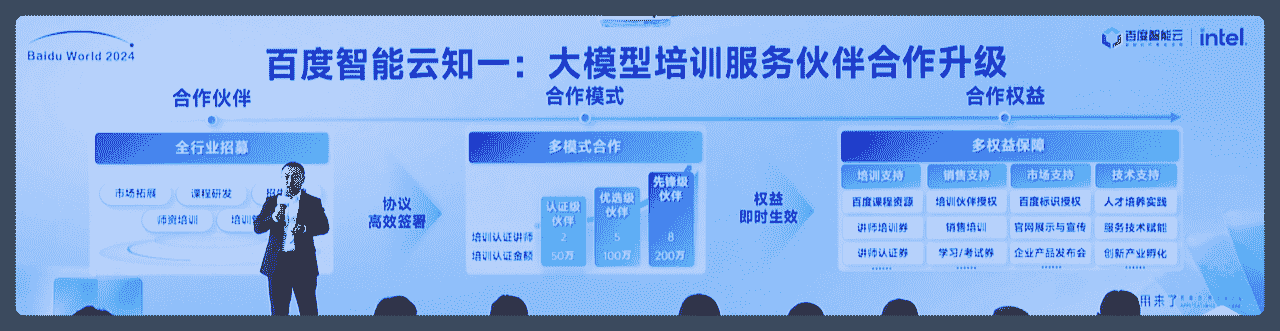 Baidu World 2024
百度智能云
intel.
百度智能云知一：大模型培训服务伙伴合作升级
合作伙伴
合作模式
合作权益
全行业招募
市场拓展
课程研发
师资培训
协议
高效签署
多模式合作
认证级
伙伴
优选级
伙伴
先锋级
伙伴
培训认证讲师
2
5
8
培训认证金额
50万
100万
200万
权益
即时生效
多权益保障
培训支持
销售支持
市场支持
技术支持
百度课程资源
培训伙伴授权
百度标识授权
人才培养实践
讲师培训券
销售培训
官网展示与宣传
服务技术赋能
讲师认证券
学习/考试券
企业产品发布会
创新产业孵化
用来了